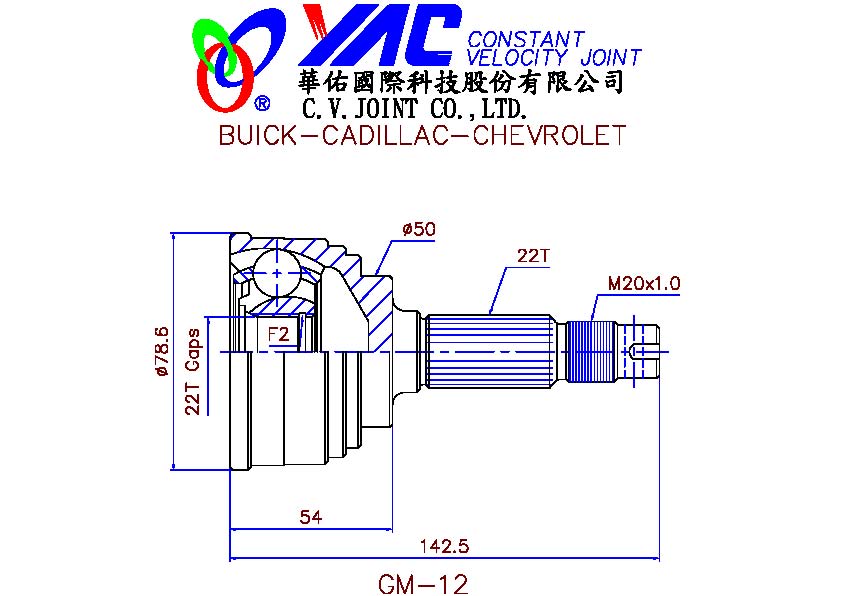 YAC CONSTANT
VELOCITY JOINT
®
華佑國際科技股份有限公司
C.V.JOINT CO.,LTD.
BUICK-CADILLAC-CHEVROLET
ø50
22T
M20x1.0
ø78.6
22T Gaps
F2
54
142.5
GM-12